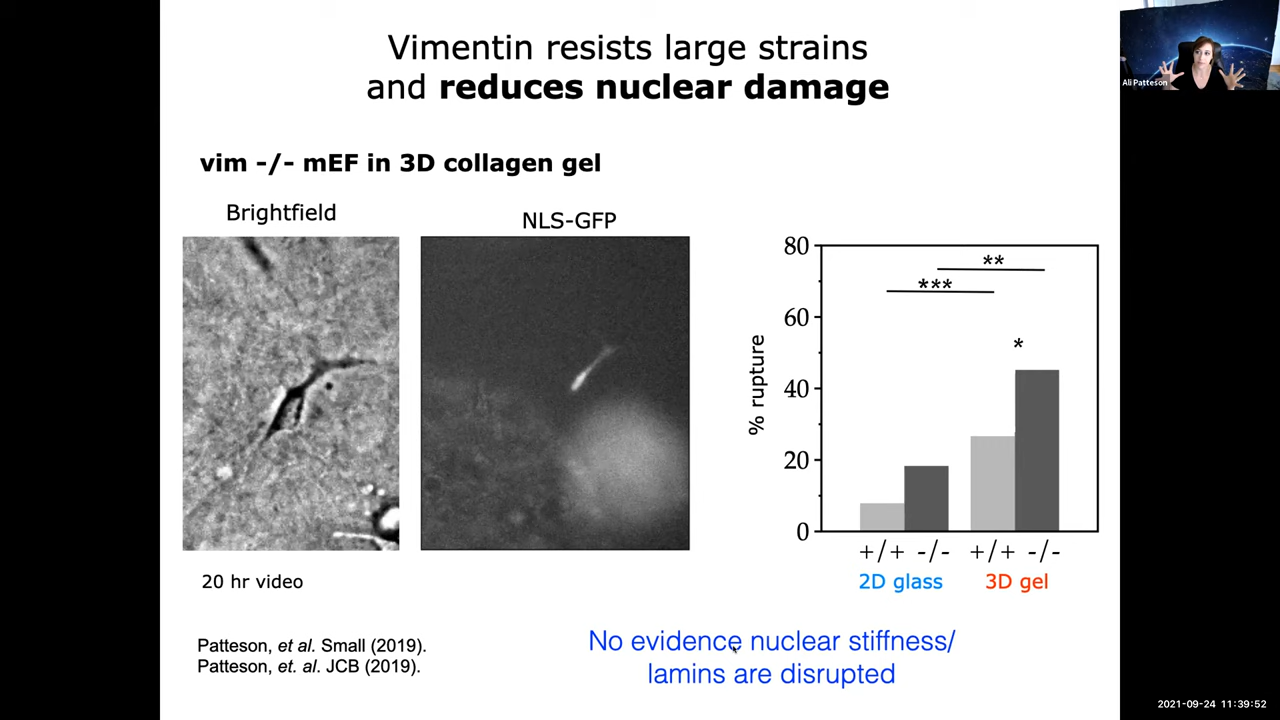 Vimentin resists large strains
and reduces nuclear damage
Ali Patteson
vim -/- mEF in 3D collagen gel
Brightfield
NLS-GFP
80
60
40
20
0
% rupture
**
***
*
+/+ -/- +/+ -/-
2D glass
3D gel
20 hr video
Patteson, et al. Small (2019).
Patteson, et. al. JCB (2019).
No evidence nuclear stiffness/
lamins are disrupted
2021-09-24 11:39:52